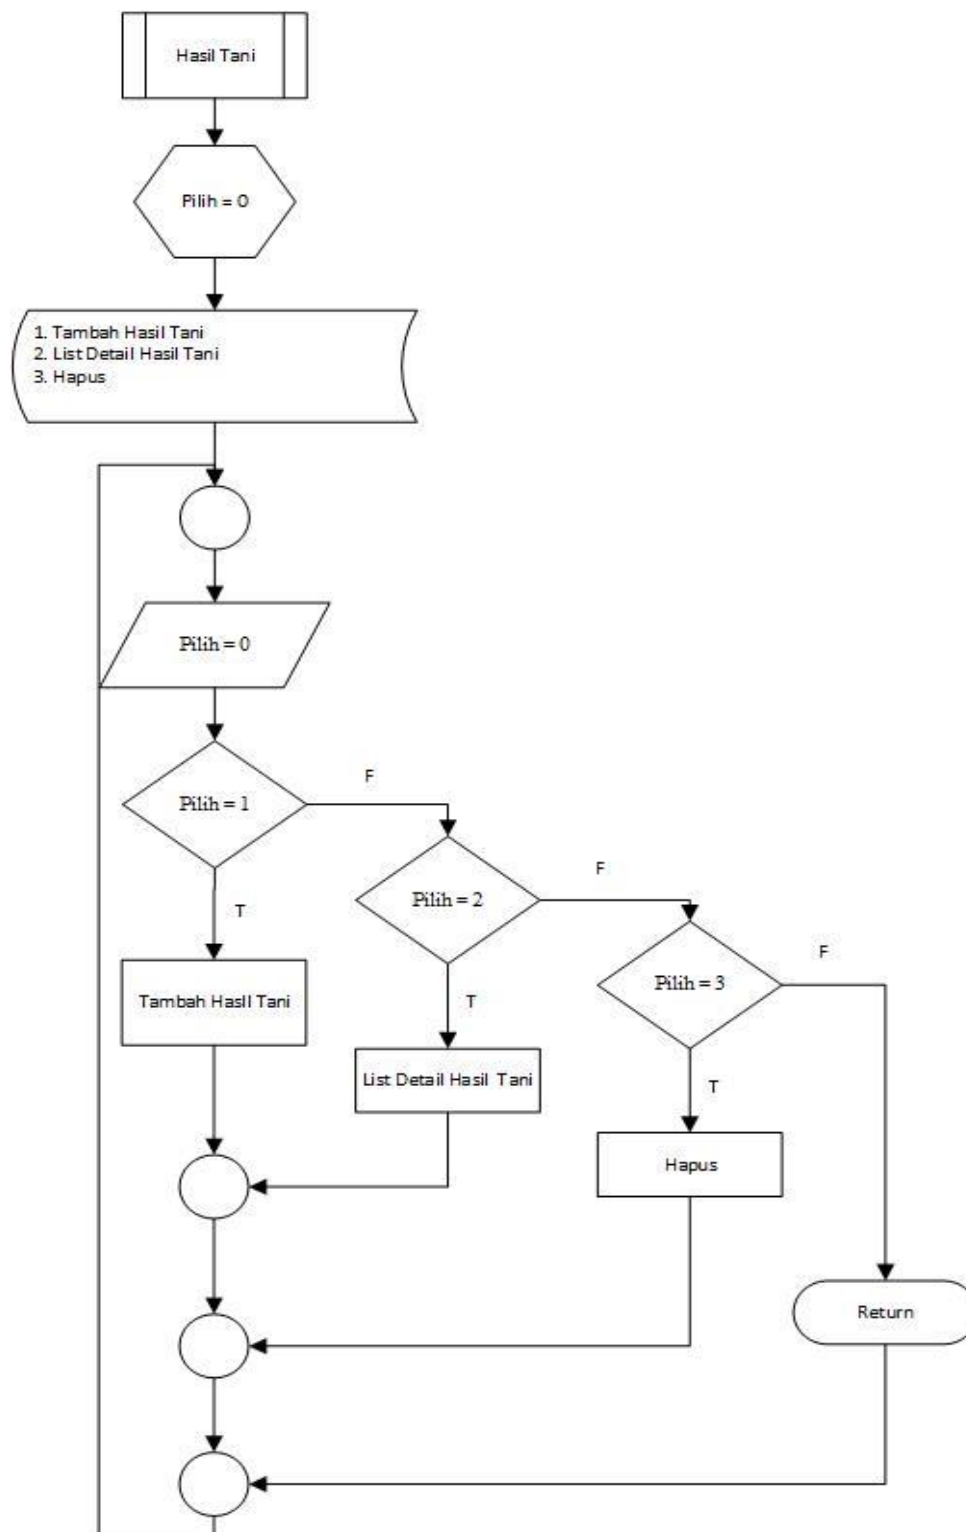 Hasil Tani
Pilih = 0
1. Tambah Hasil Tani
2. List Detail Hasil Tani
3. Hapus
Pilih = 0
Pilih = 1
F
T
Pilih = 2
F
T
Pilih = 3
F
T
Tambah Hasil Tani
List Detail Hasil Tani
Hapus
Return